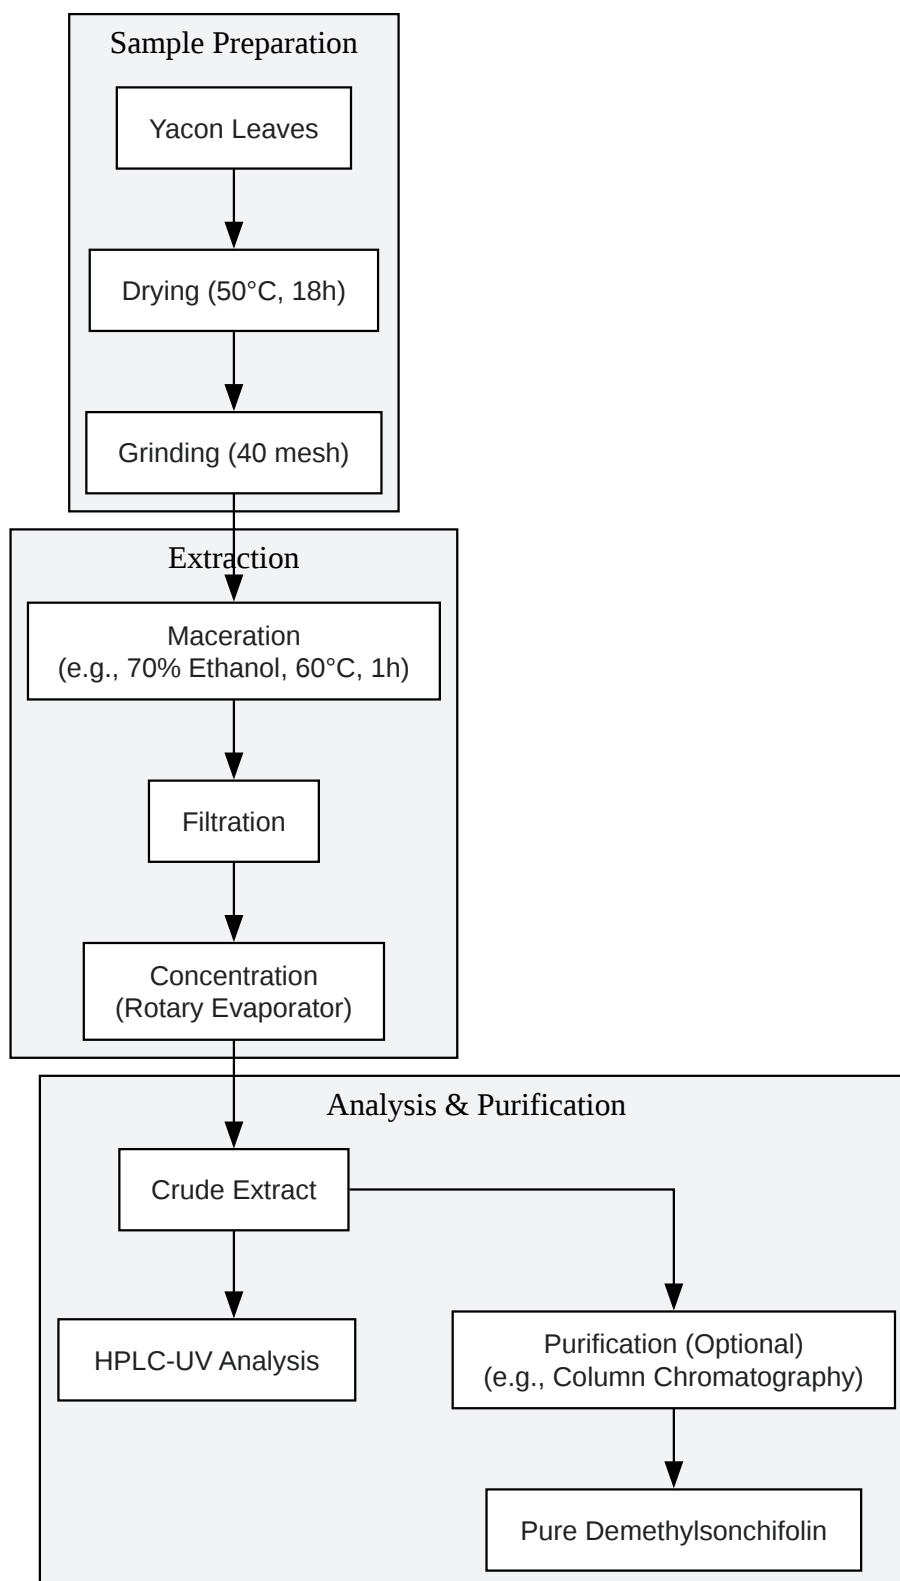 Sample Preparation
Yacon Leaves
Drying (50°C, 18h)
Grinding (40 mesh)
Extraction
Maceration
(e.g., 70% Ethanol, 60°C, 1h)
Filtration
Concentration
(Rotary Evaporator)
Analysis & Purification
Crude Extract
HPLC-UV Analysis
Purification (Optional)
(e.g., Column Chromatography)
Pure Demethylsonchifolin